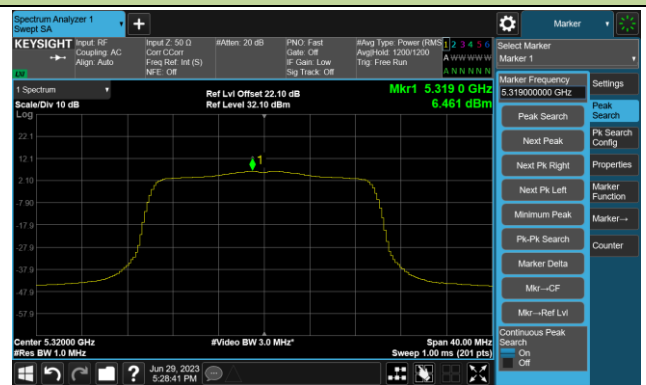 Spectrum Analyzer 1
Swept SA
Marker
KEYSIGHT
Input: RF
Coupling: AC
Align: Auto
Input Z: 50 Ω
Corr CCorr
Freq Ref: Int (S)
NFE: Off
#Atten: 20 dB
PNO: Fast
Gate: Off
IF Gain: Low
Sig Track: Off
#Avg Type: Power (RMS
Avg|Hold: 1200/1200
Trig: Free Run
1 2 3 4 5 6
A W W W W W
A N N N N N
Select Marker
Marker 1
1 Spectrum
Scale/Div 10 dB
Log
Ref Lvl Offset 22.10 dB
Ref Level 32.10 dBm
Mkr1 5.319 0 GHz
6.461 dBm
22.1
12.1
2.10
-7.90
-17.9
-27.9
-37.9
-47.9
-57.9
1
Center 5.32000 GHz
#Res BW 1.0 MHz
#Video BW 3.0 MHz*
Span 40.00 MHz
Sweep 1.00 ms (201 pts)
Marker Frequency
5.319000000 GHz
Peak Search
Next Peak
Next Pk Right
Next Pk Left
Minimum Peak
Pk-Pk Search
Marker Delta
Mkr→CF
Mkr→Ref Lvl
Continuous Peak
Search
On
Off
Settings
Peak
Search
Pk Search
Config
Properties
Marker
Function
Marker→
Counter
Jun 29, 2023
5:28:41 PM